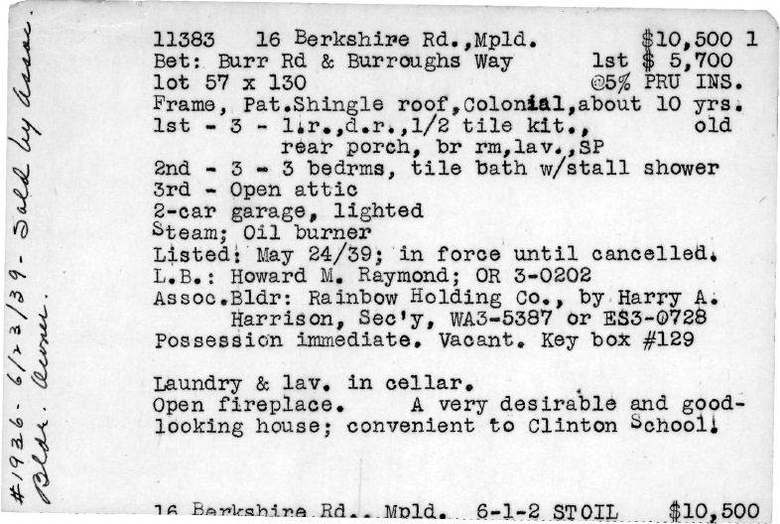 11383 16 Berkshire Rd.,Mpld. $10,500 1
Bet: Burr Rd & Burroughs Way 1st $ 5,700
lot 57 x 130 @5% PRU INS.
Frame, Pat.Shingle roof,Colonial,about 10 yrs.
1st - 3 - l.r.,d.r.,1/2 tile kit., old
rear porch, br rm,lav.,SP
2nd - 3 - 3 bedrms, tile bath w/stall shower
3rd - Open attic
2-car garage, lighted
Steam; Oil burner
Listed: May 24/39; in force until cancelled.
L.B.: Howard M. Raymond; OR 3-0202
Assoc.Bldr: Rainbow Holding Co., by Harry A.
Harrison, Sec'y, WA3-5387 or ES3-0728
Possession immediate. Vacant. Key box #129
Laundry & lav. in cellar.
Open fireplace. A very desirable and good-
looking house; convenient to Clinton School.
16 Berkshire Rd., Mpld. 6-1-2 STOIL $10,500
#1936 - 6/23/39 - Sold by Assoc.
Bldr. Owner.